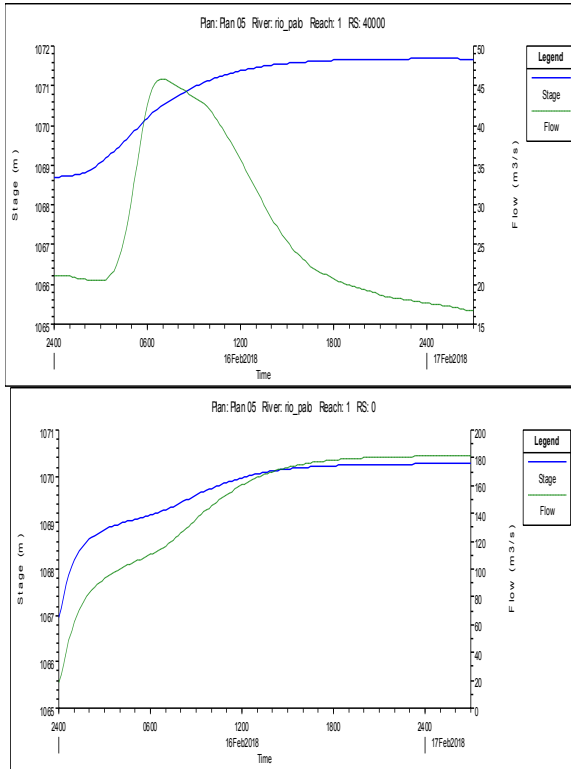 Plan: Plan 05 River: rio_pab Reach: 1 RS: 40000
1072
1071
1070
1069
1068
1067
1066
1065
Stage (m)
50
45
40
35
30
25
20
15
Flow (m3/s)
Legend
Stage
Flow
2400 0600 1200 1800 2400
16Feb2018 17Feb2018
Time
Plan: Plan 05 River: rio_pab Reach: 1 RS: 0
1071
1070
1069
1068
1067
1066
1065
Stage (m)
200
180
160
140
120
100
80
60
40
20
0
Flow (m3/s)
Legend
Stage
Flow
2400 0600 1200 1800 2400
16Feb2018 17Feb2018
Time